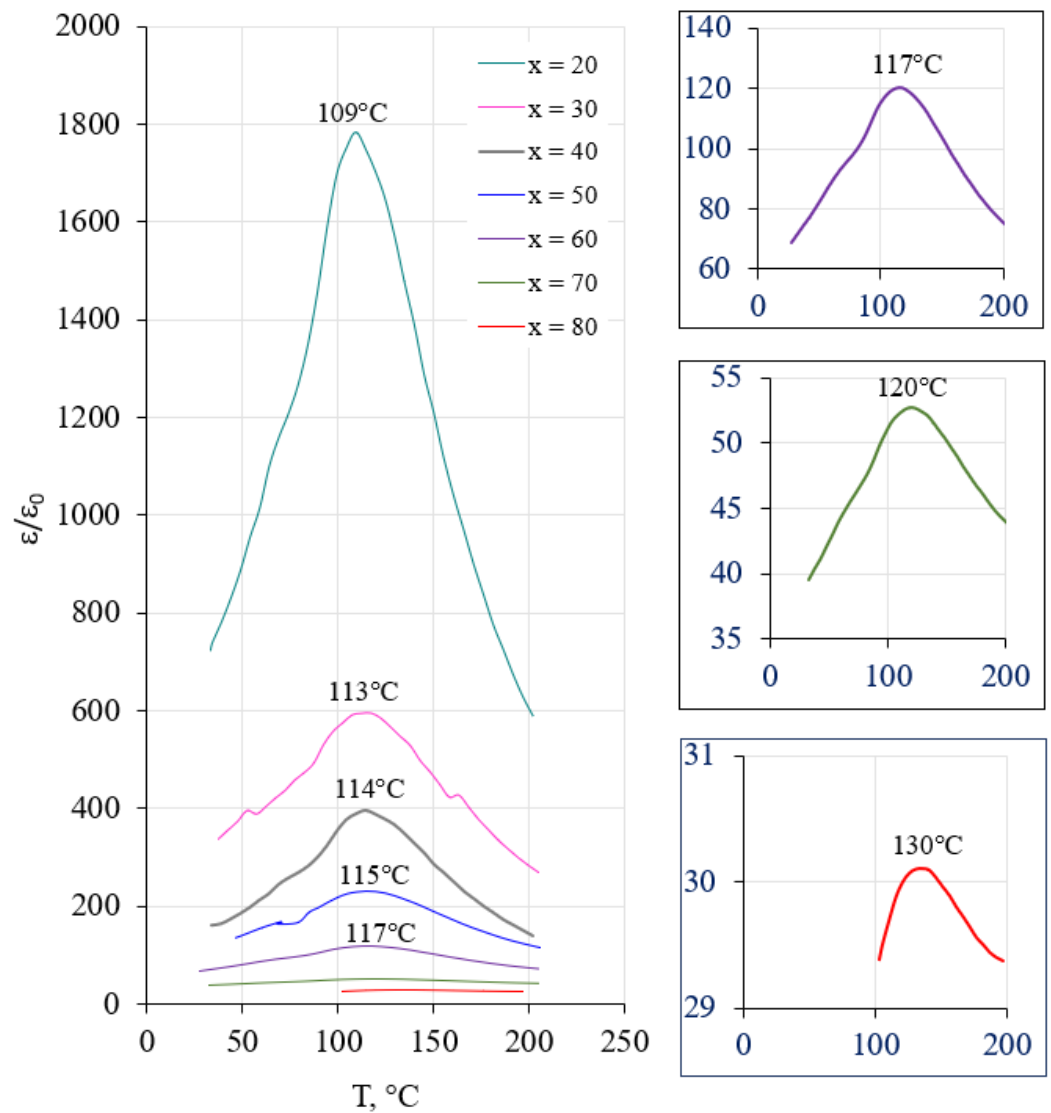 2000
1800
1600
1400
1200
1000
800
600
400
200
0
ε/ε₀
0 50 100 150 200 250
T, °C
109°C
113°C
114°C
115°C
117°C
x = 20
x = 30
x = 40
x = 50
x = 60
x = 70
x = 80
140
120
100
80
60
117°C
0 100 200
55
50
45
40
35
120°C
0 100 200
31
30
29
130°C
0 100 200